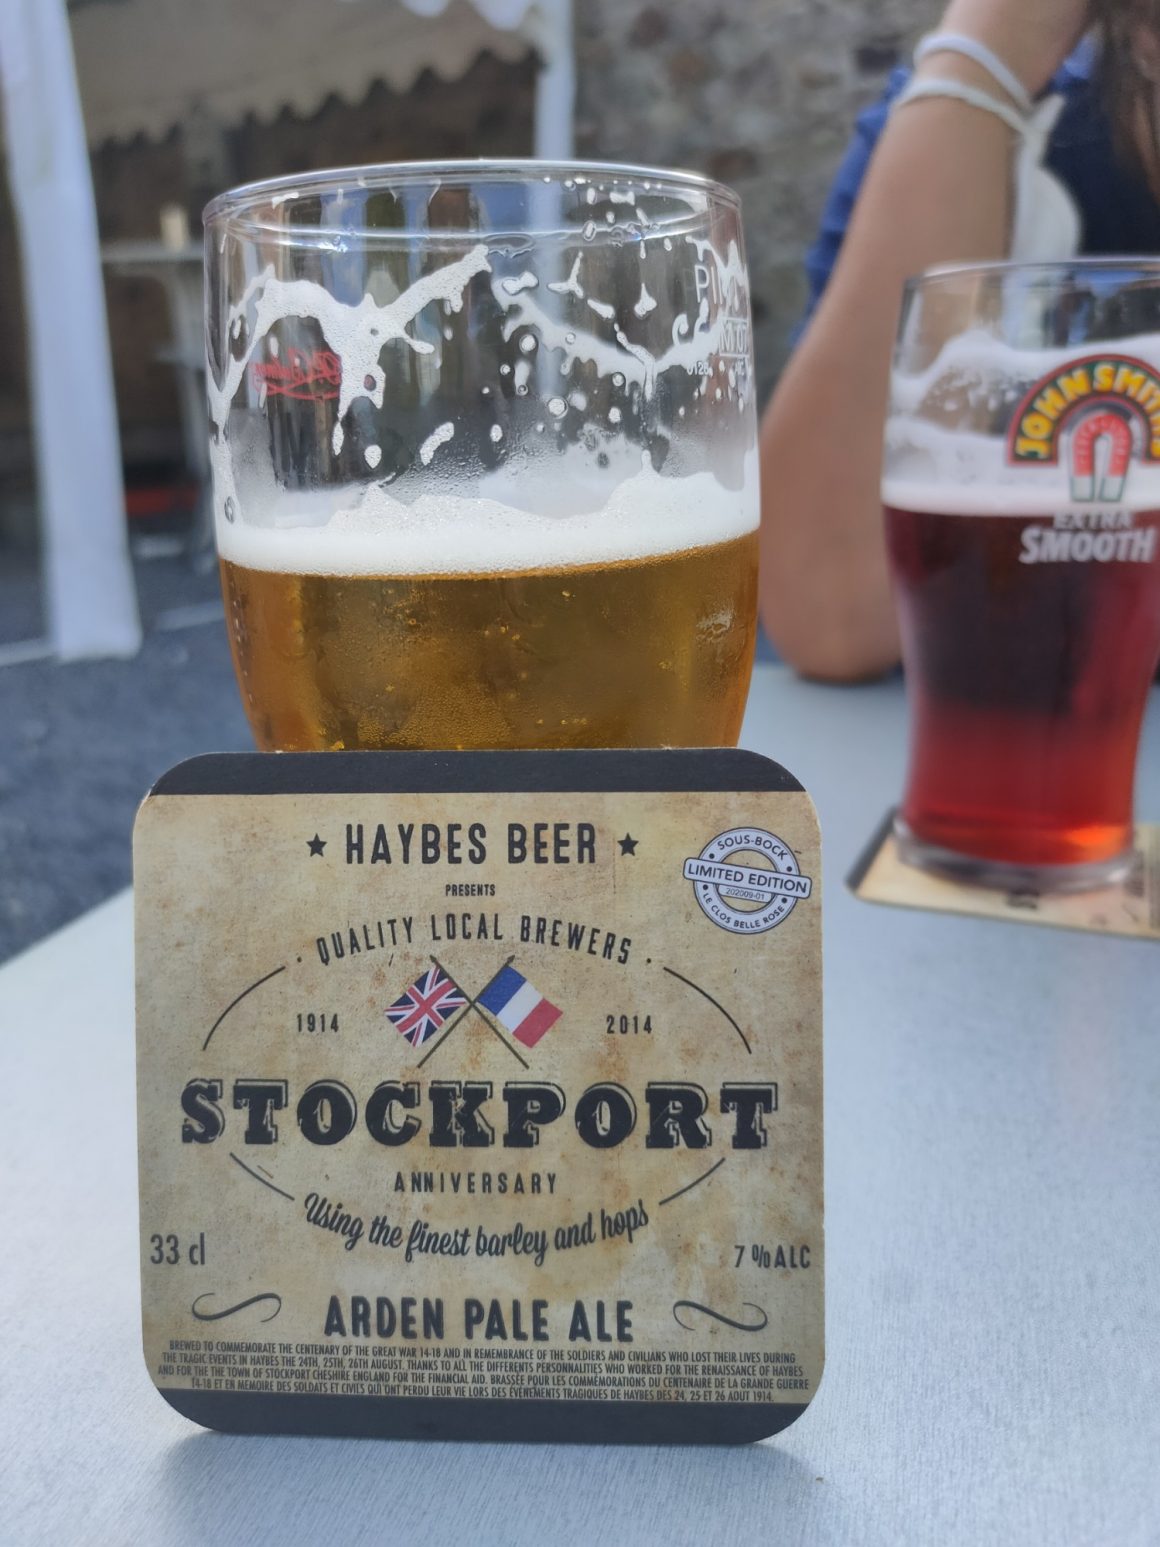 PI
M
JOHN SMITH'S
EXTRA
SMOOTH
HAYBES BEER
PRESENTS
SOUS-BOCK
LIMITED EDITION
202009-01
LE CLOS BELLE ROSE
QUALITY LOCAL BREWERS
1914
2014
STOCKPORT
ANNIVERSARY
Using the finest barley and hops
33 cl
7 % ALC
ARDEN PALE ALE
BREWED TO COMMEMORATE THE CENTENARY OF THE GREAT WAR 14-18 AND IN REMEMBRANCE OF THE SOLDIERS AND CIVILIANS WHO LOST THEIR LIVES DURING
THE TRAGIC EVENTS IN HAYBES THE 24TH, 25TH, 26TH AUGUST. THANKS TO ALL THE DIFFERENTS PERSONNALITIES WHO WORKED FOR THE RENAISSANCE OF HAYBES
AND FOR THE THE TOWN OF STOCKPORT CHESHIRE ENGLAND FOR THE FINANCIAL AID. BRASSÉE POUR LES COMMÉMORATIONS DU CENTENAIRE DE LA GRANDE GUERRE
14-18 ET EN MEMOIRE DES SOLDATS ET CIVILS QUI ONT PERDU LEUR VIE LORS DES ÉVÉNEMENTS TRAGIQUES DE HAYBES DES 24, 25 ET 26 AOUT 1914.